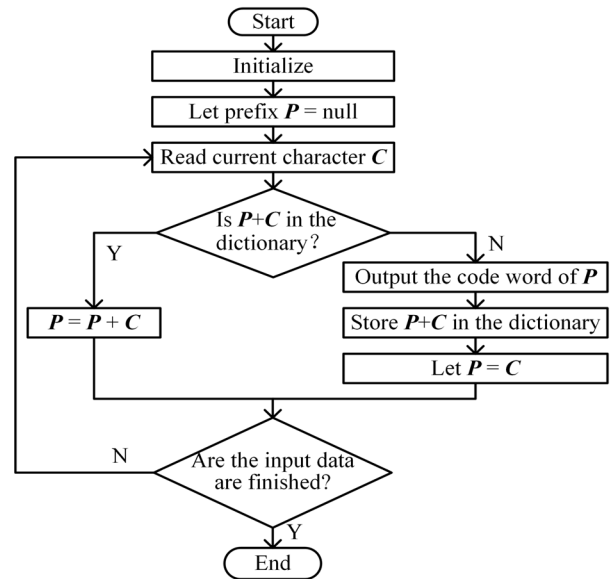 Start
Initialize
Let prefix P = null
Read current character C
Is P+C in the
dictionary?
Y
N
Output the code word of P
P = P + C
Store P+C in the dictionary
Let P = C
N
Are the input data
are finished?
Y
End